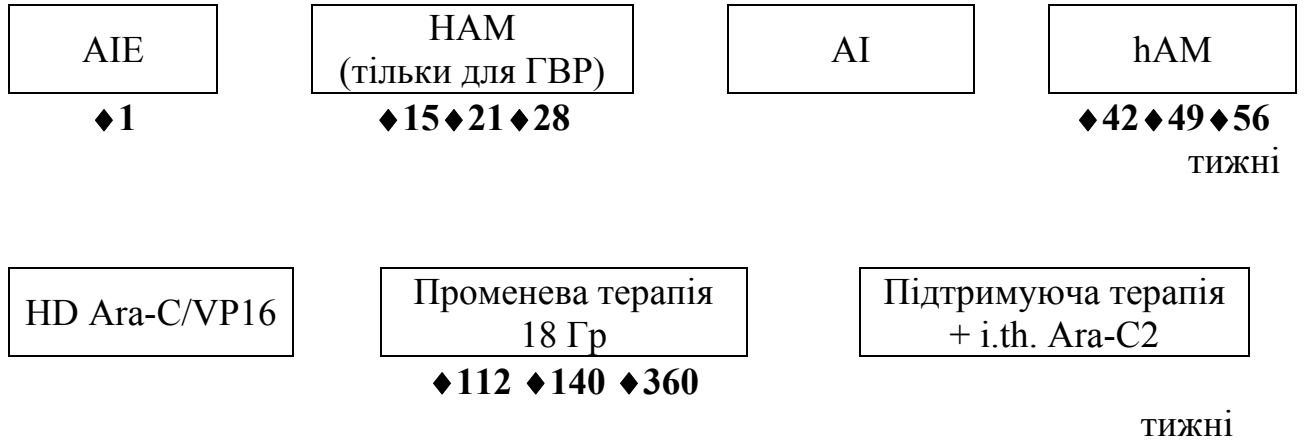 AIE
HAM
(тільки для ГВР)
AI
hAM
♦1
♦15♦21♦28
♦42♦49♦56
тижні
HD Ara-C/VP16
Променева терапія
18 Гр
Підтримуюча терапія
+ i.th. Ara-C2
♦112 ♦140 ♦360
тижні